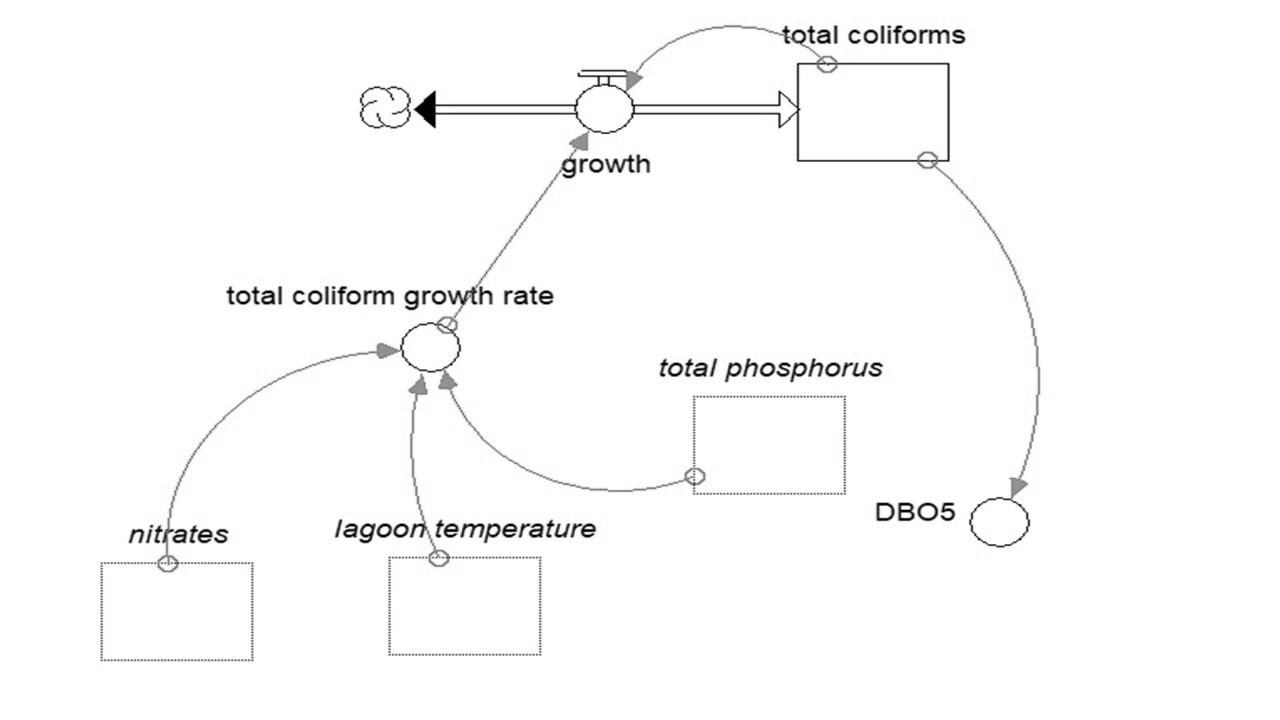 total coliforms
growth
total coliform growth rate
total phosphorus
DBO5
nitrates
lagoon temperature